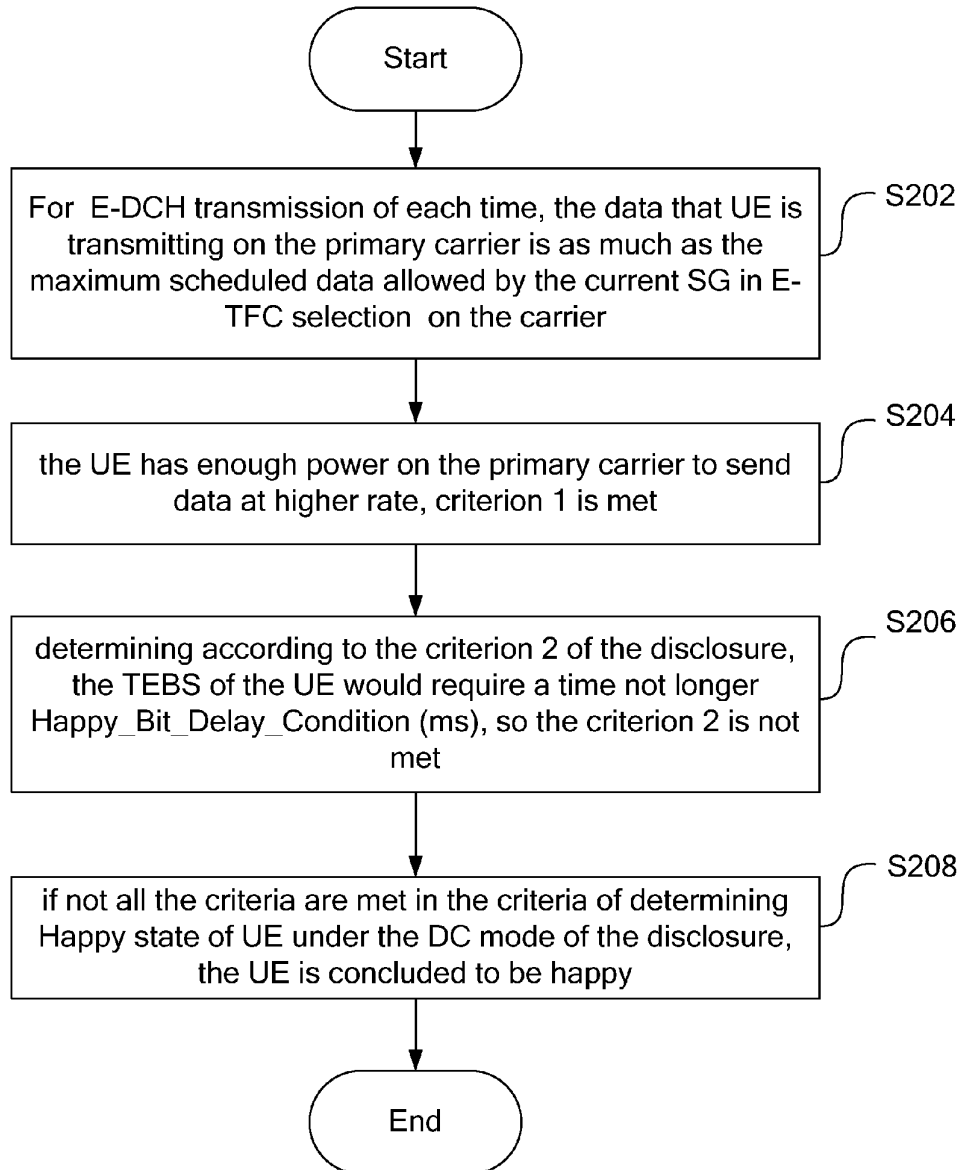 Start
For E-DCH transmission of each time, the data that UE is
transmitting on the primary carrier is as much as the
maximum scheduled data allowed by the current SG in E-
TFC selection on the carrier
S202
the UE has enough power on the primary carrier to send
data at higher rate, criterion 1 is met
S204
determining according to the criterion 2 of the disclosure,
the TEBS of the UE would require a time not longer
Happy_Bit_Delay_Condition (ms), so the criterion 2 is not
met
S206
if not all the criteria are met in the criteria of determining
Happy state of UE under the DC mode of the disclosure,
the UE is concluded to be happy
S208
End